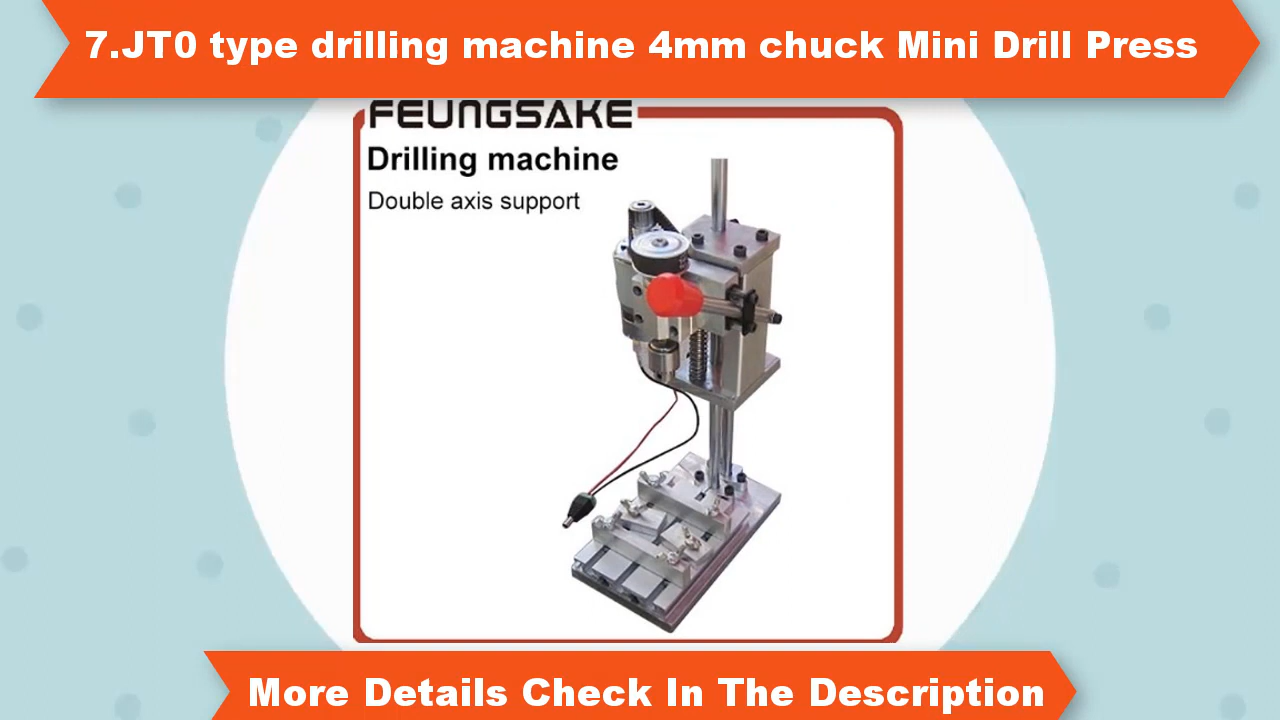 7.JT0 type drilling machine 4mm chuck Mini Drill Press
FEUNGSAKE
Drilling machine
Double axis support
More Details Check In The Description